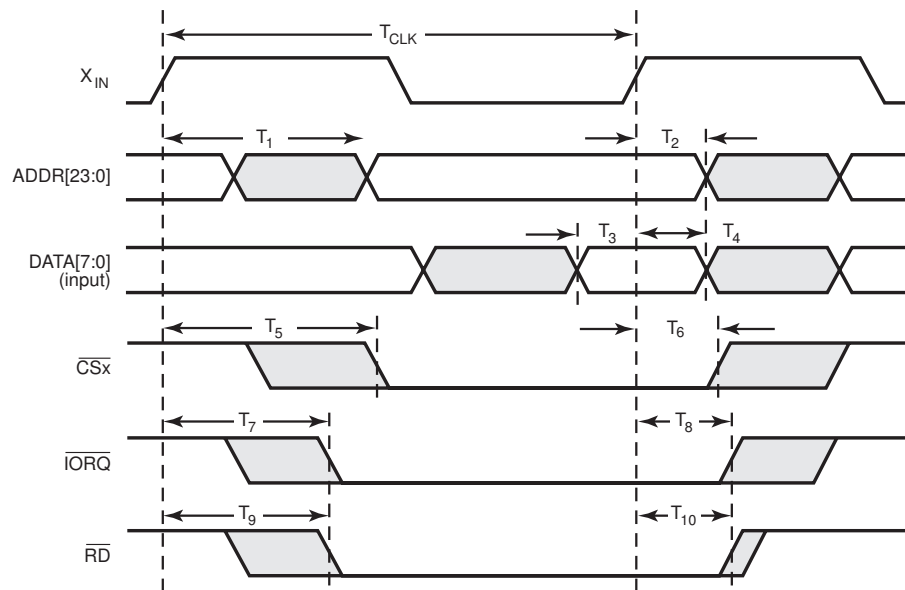 T_CLK
X_IN
T_1
T_2
ADDR[23:0]
T_3
T_4
DATA[7:0]
(input)
T_5
T_6
CSx
T_7
T_8
IORQ
T_9
T_10
RD